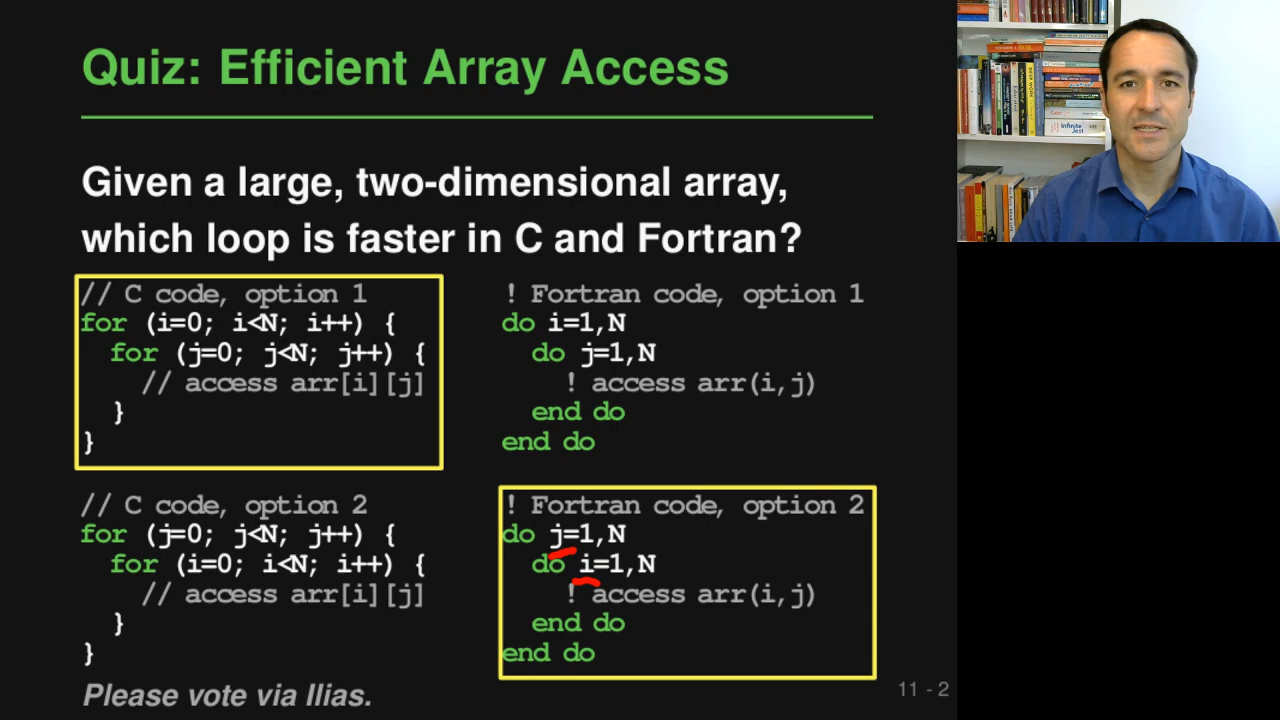 Quiz: Efficient Array Access
Given a large, two-dimensional array,
which loop is faster in C and Fortran?
// C code, option 1
for (i=0; i<N; i++) {
  for (j=0; j<N; j++) {
    // access arr[i][j]
  }
}
! Fortran code, option 1
do i=1,N
  do j=1,N
    ! access arr(i,j)
  end do
end do
// C code, option 2
for (j=0; j<N; j++) {
  for (i=0; i<N; i++) {
    // access arr[i][j]
  }
}
! Fortran code, option 2
do j=1,N
  do i=1,N
    ! access arr(i,j)
  end do
end do
Please vote via Ilias.
11 - 2
Infinite
Jest